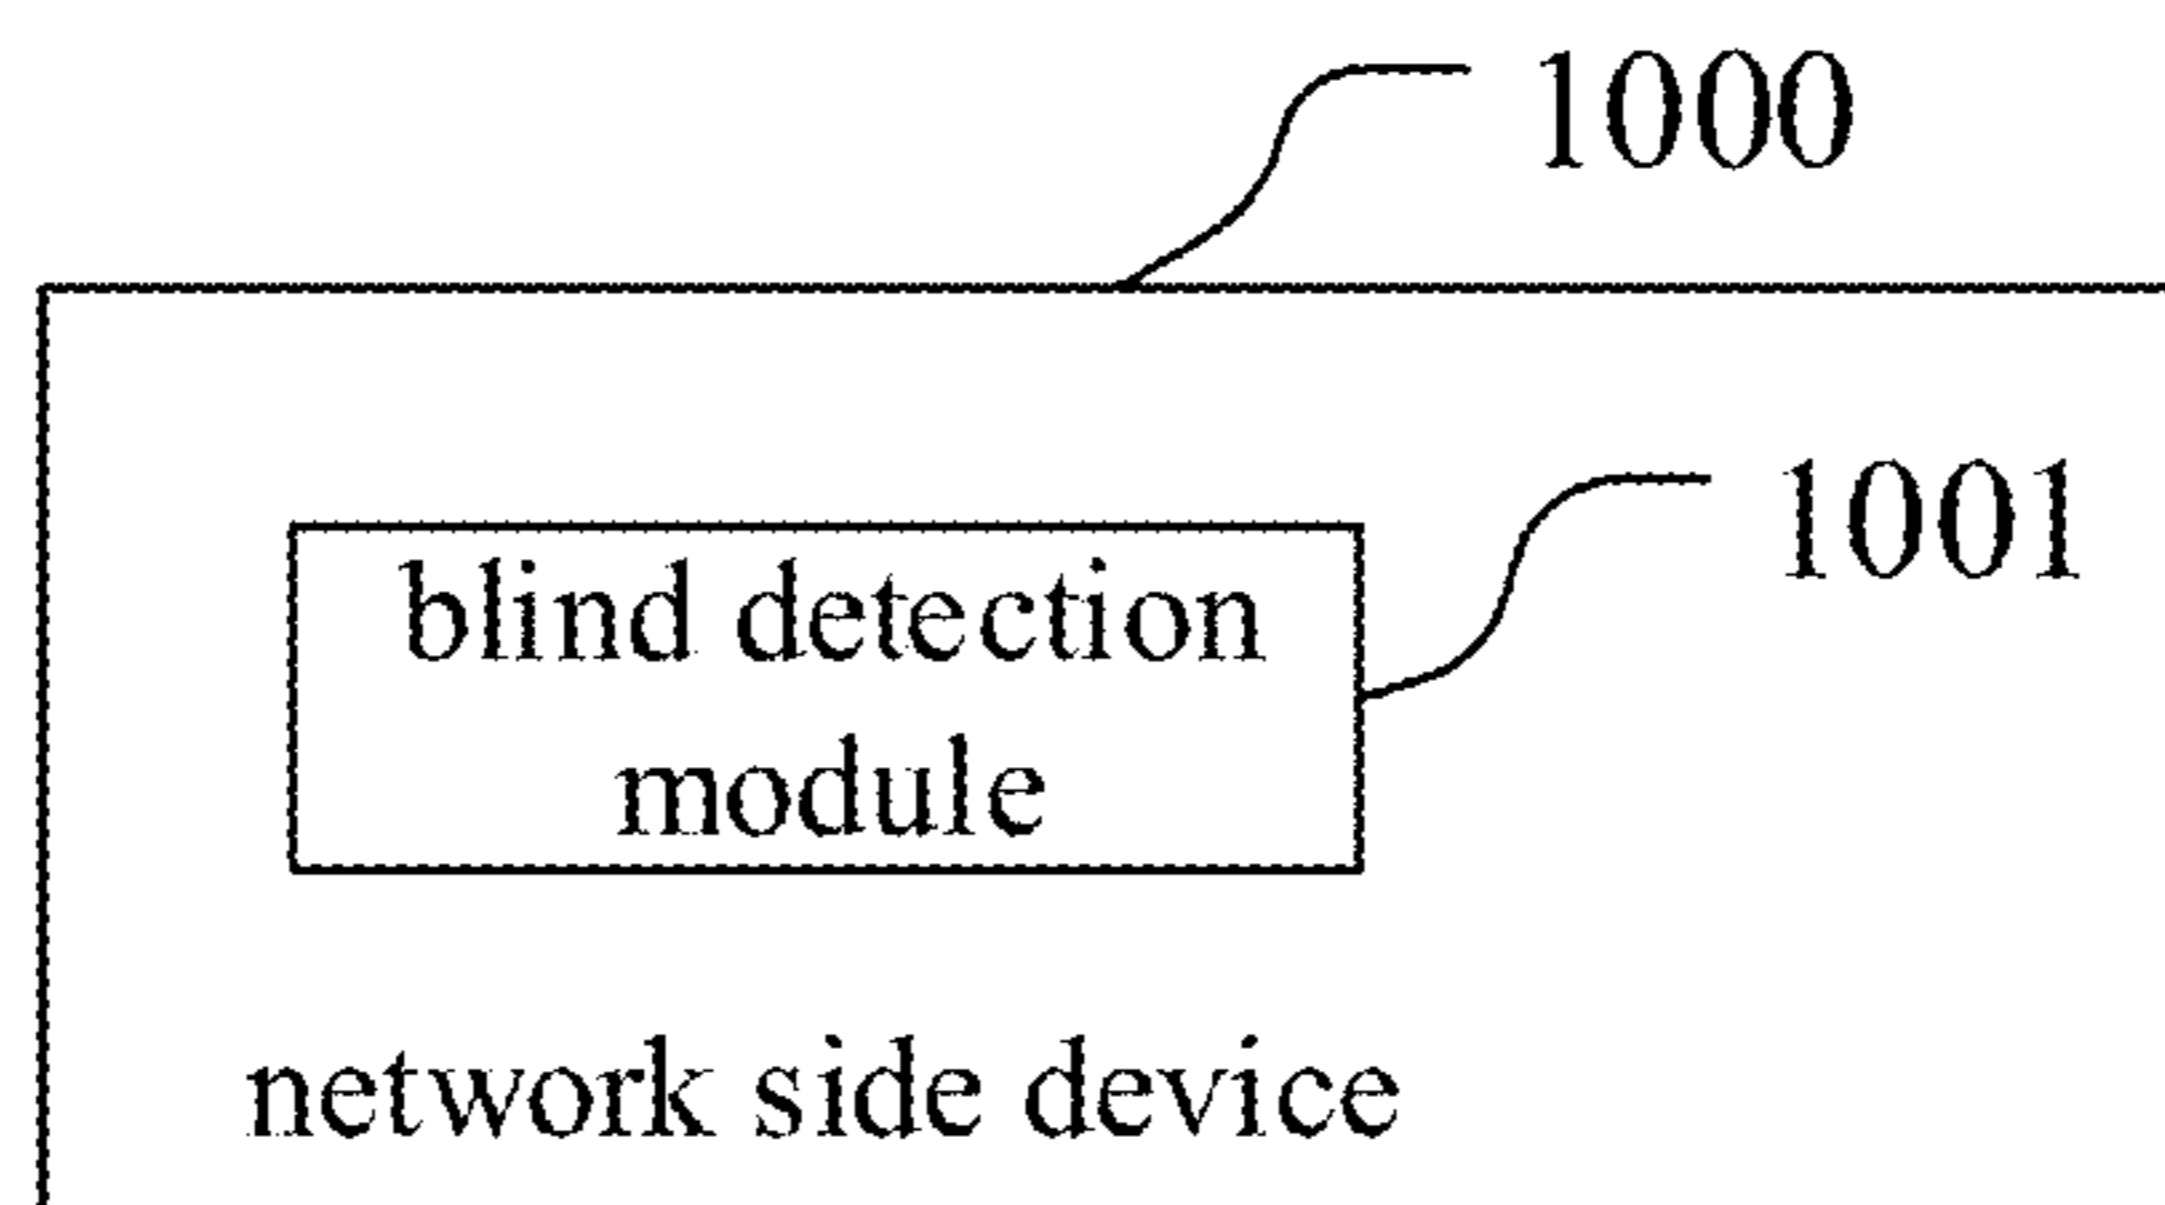 1000
1001
blind detection
module
network side device